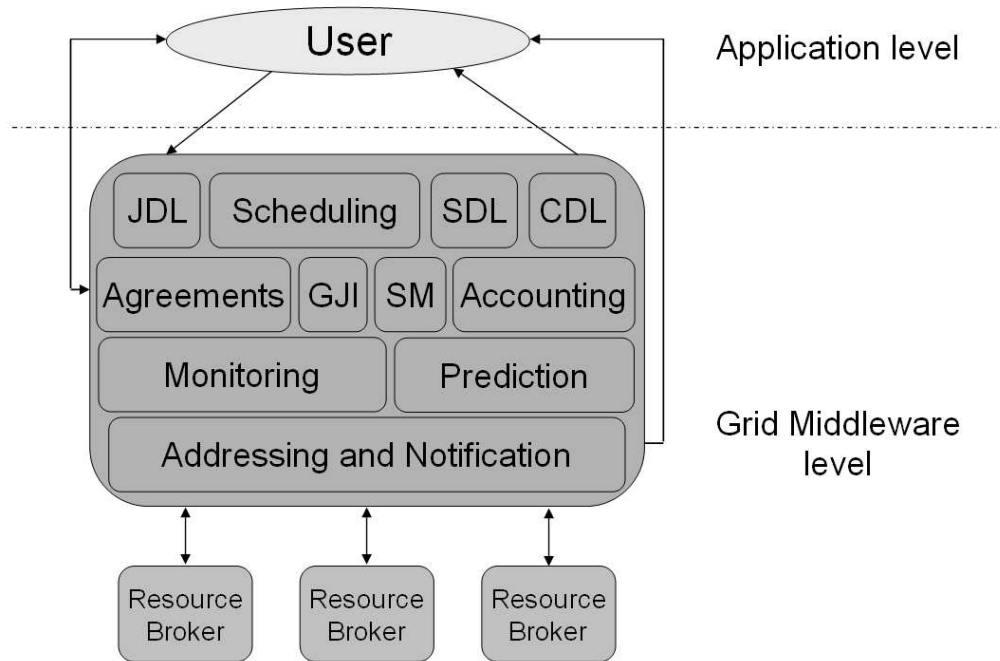 User
Application level
JDL
Scheduling
SDL
CDL
Agreements
GJI
SM
Accounting
Monitoring
Prediction
Addressing and Notification
Grid Middleware
level
Resource
Broker
Resource
Broker
Resource
Broker